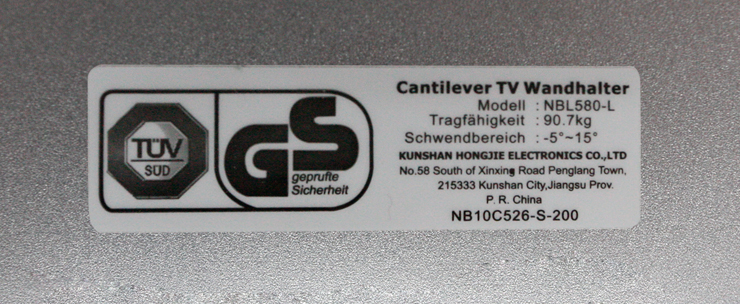 TÜV
SÜD
GS
geprufte
Sicherheit
Cantilever TV Wandhalter
Modell : NBL580-L
Tragfähigkeit : 90.7kg
Schwendbereich : -5°~15°
KUNSHAN HONGJIE ELECTRONICS CO.,LTD
No.58 South of Xinxing Road Penglang Town,
215333 Kunshan City,Jiangsu Prov.
P. R. China
NB10C526-S-200